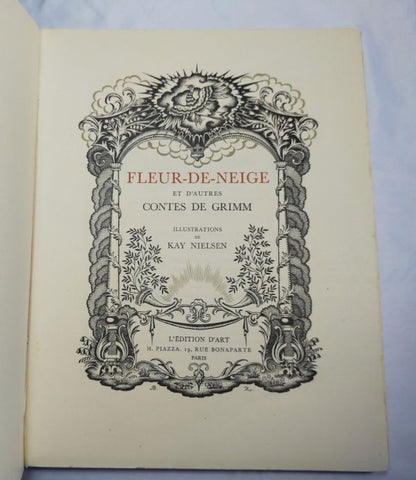 FLEUR-DE-NEIGE
ET D'AUTRES
CONTES DE GRIMM
ILLUSTRATIONS
DE
KAY NIELSEN
L'ÉDITION D'ART
H. PIAZZA. 19, RUE BONAPARTE
PARIS